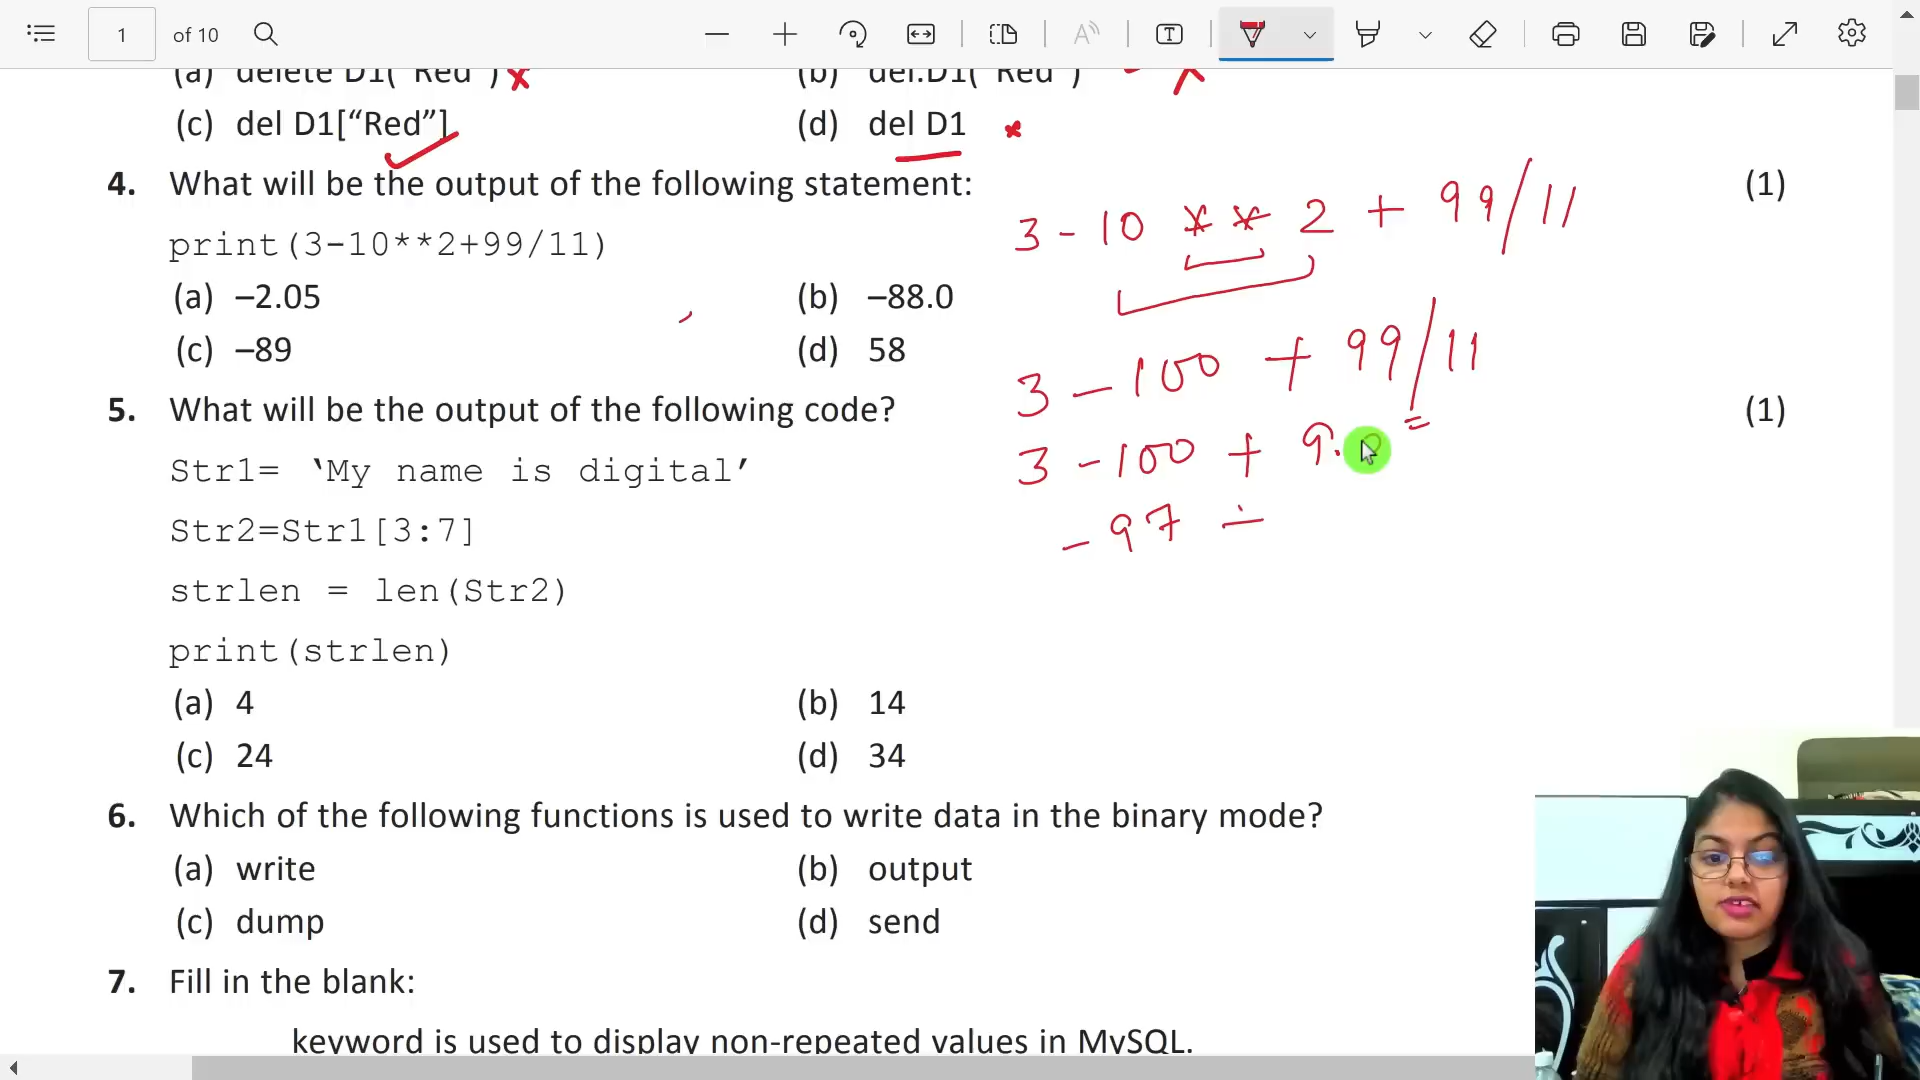 1 of 10
(a) delete D1("Red") (b) del.D1("Red")
(c) del D1[“Red”] (d) del D1
4. What will be the output of the following statement: (1)
print(3-10**2+99/11)
(a) –2.05 (b) –88.0
(c) –89 (d) 58
3 - 10 ** 2 + 99/11
3 - 100 + 99/11
3 - 100 + 9.0 =
- 97 +
5. What will be the output of the following code? (1)
Str1= ‘My name is digital’
Str2=Str1[3:7]
strlen = len(Str2)
print(strlen)
(a) 4 (b) 14
(c) 24 (d) 34
6. Which of the following functions is used to write data in the binary mode?
(a) write (b) output
(c) dump (d) send
7. Fill in the blank:
keyword is used to display non-repeated values in MySQL.